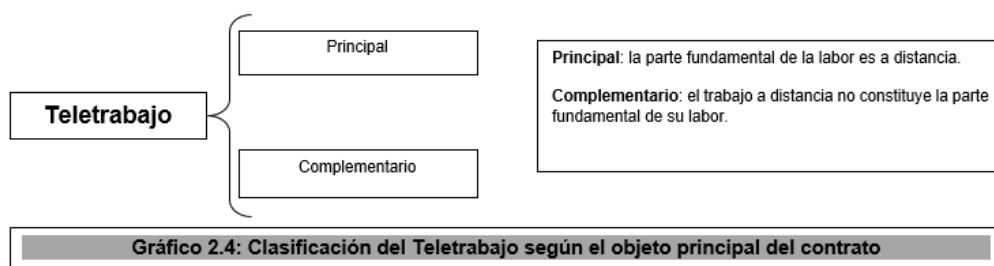 Principal
Teletrabajo
Complementario
Principal: la parte fundamental de la labor es a distancia.
Complementario: el trabajo a distancia no constituye la parte
fundamental de su labor.
Gráfico 2.4: Clasificación del Teletrabajo según el objeto principal del contrato